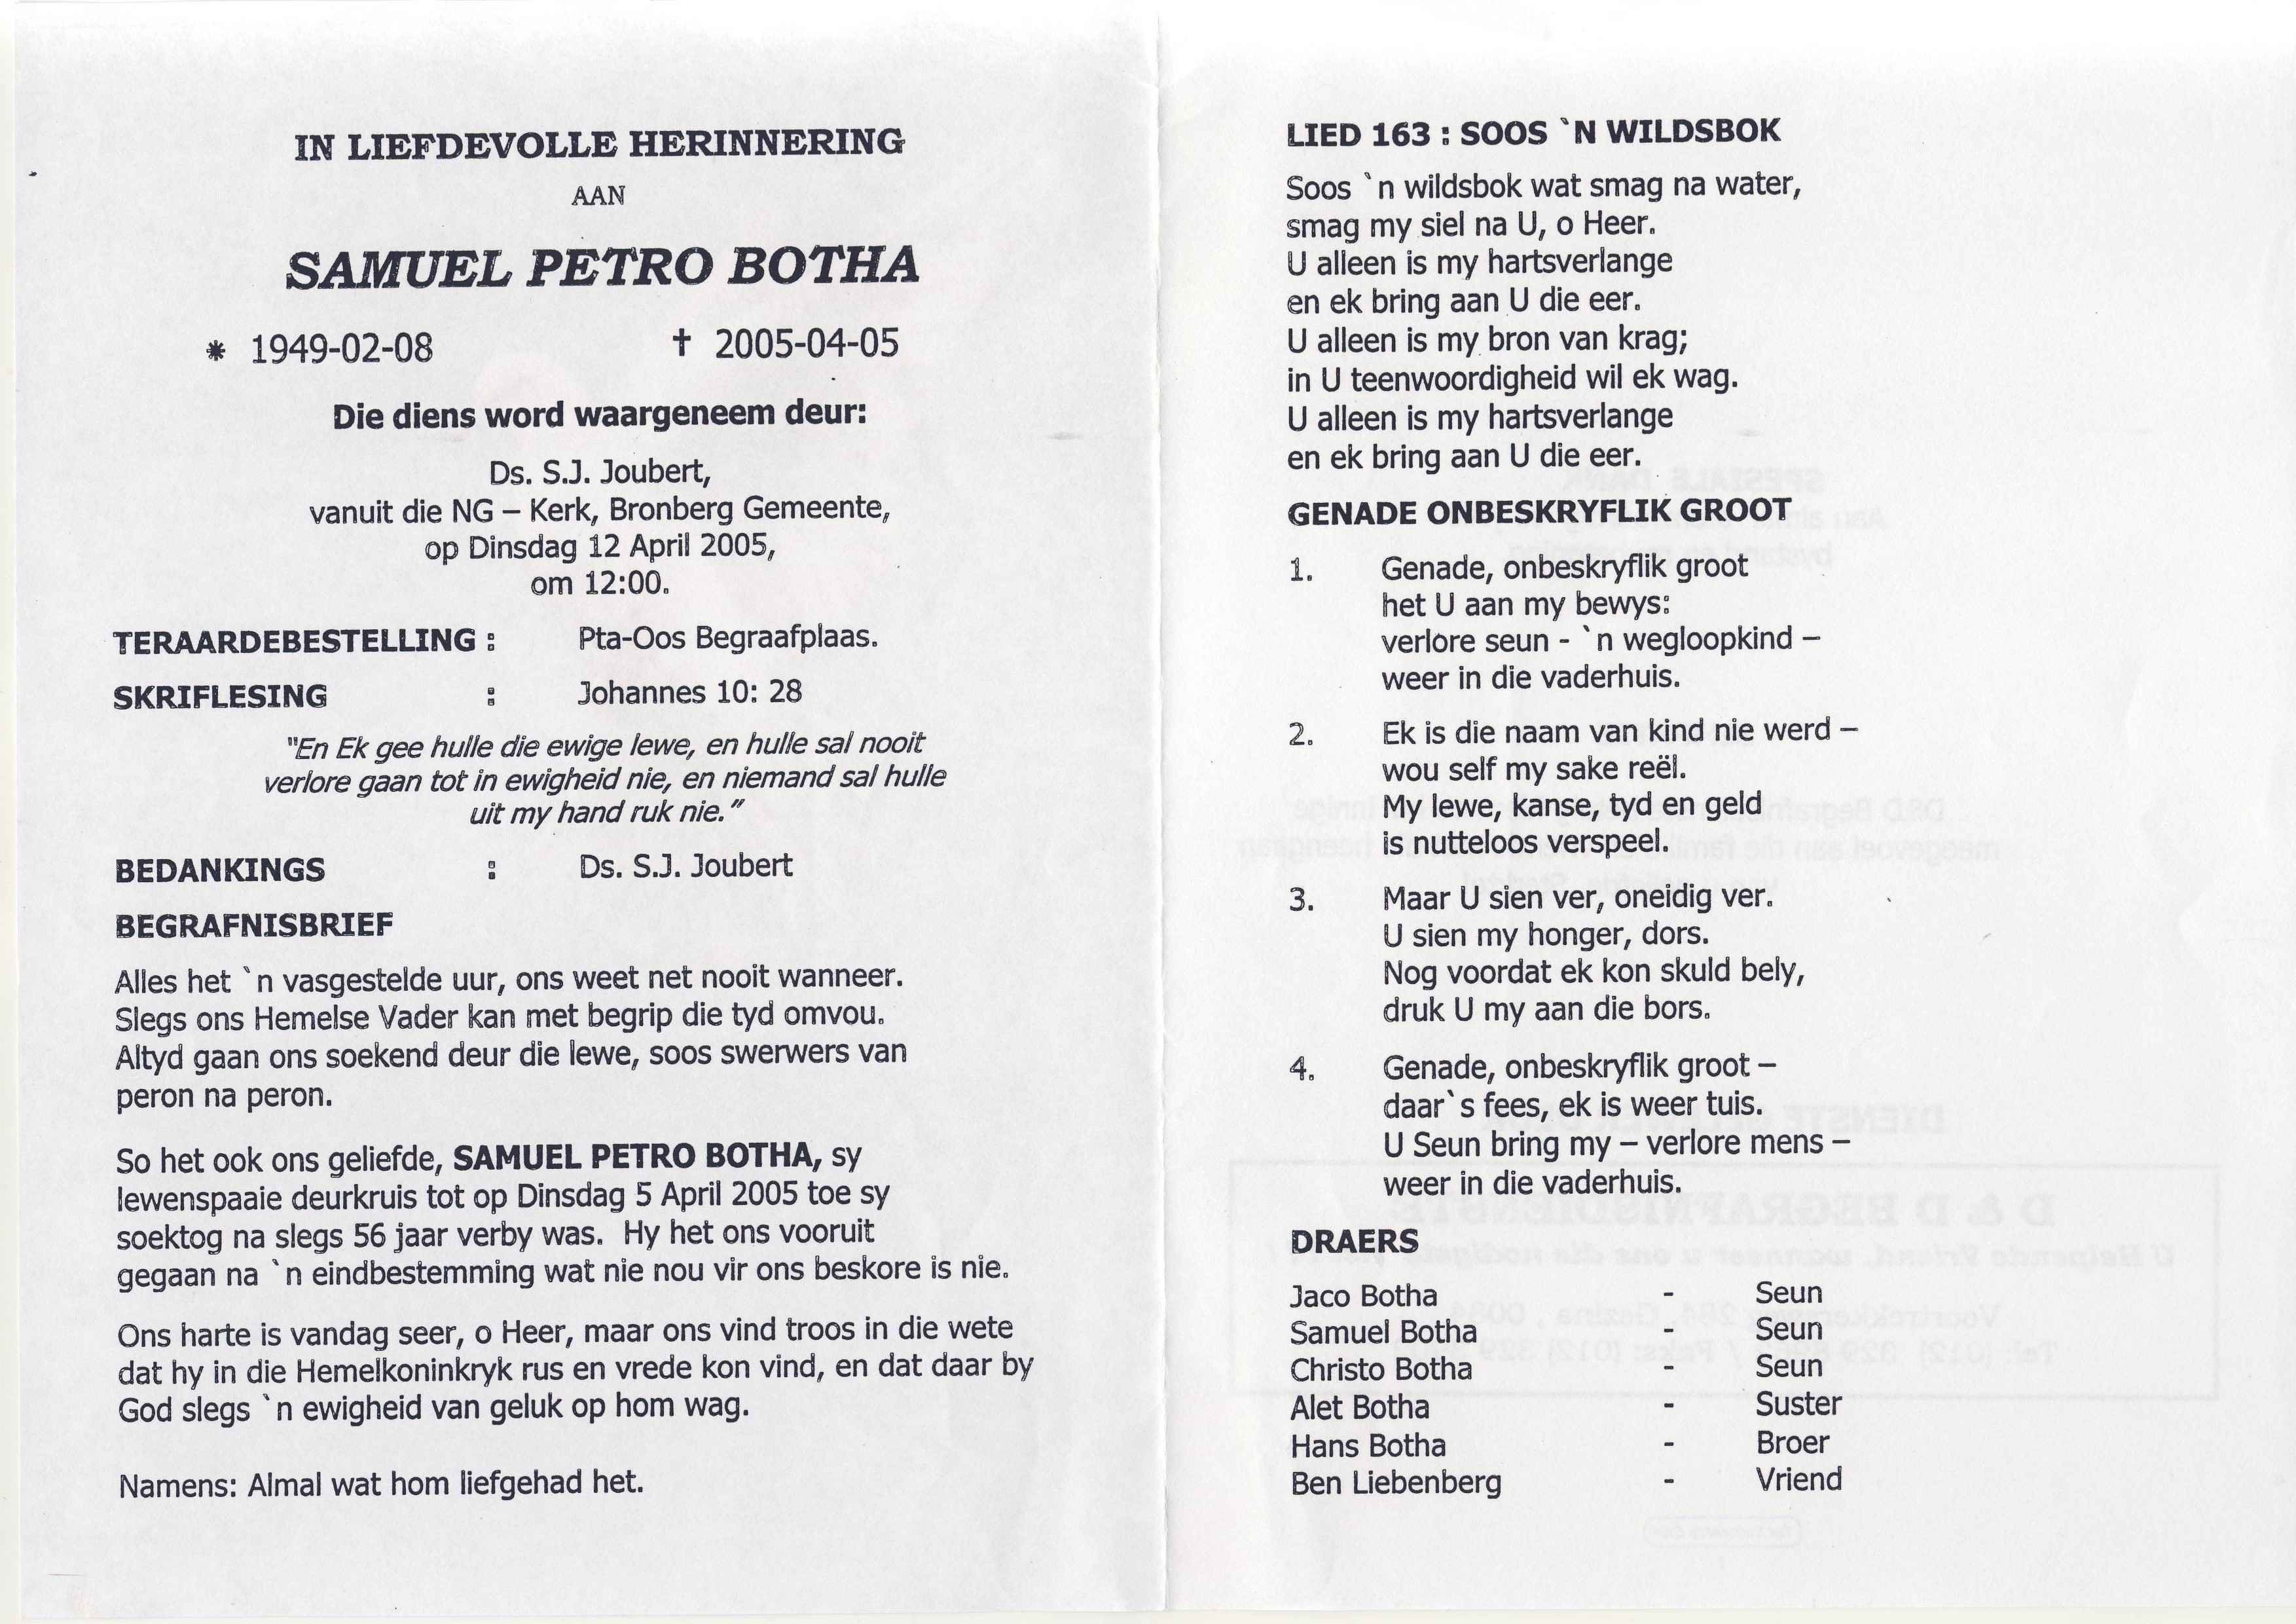 IN LIEFDEVOLLE HERINNERING
AAN
SAMUEL PETRO BOTHA
* 1949-02-08 † 2005-04-05
Die diens word waargeneem deur:
Ds. S.J. Joubert,
vanuit die NG – Kerk, Bronberg Gemeente,
op Dinsdag 12 April 2005,
om 12:00.
TERAARDEBESTELLING : Pta-Oos Begraafplaas.
SKRIFLESING : Johannes 10: 28
"En Ek gee hulle die ewige lewe, en hulle sal nooit
verlore gaan tot in ewigheid nie, en niemand sal hulle
uit my hand ruk nie."
BEDANKINGS : Ds. S.J. Joubert
BEGRAFNISBRIEF
Alles het `n vasgestelde uur, ons weet net nooit wanneer.
Slegs ons Hemelse Vader kan met begrip die tyd omvou.
Altyd gaan ons soekend deur die lewe, soos swerwers van
peron na peron.
So het ook ons geliefde, SAMUEL PETRO BOTHA, sy
lewenspaaie deurkruis tot op Dinsdag 5 April 2005 toe sy
soektog na slegs 56 jaar verby was. Hy het ons vooruit
gegaan na `n eindbestemming wat nie nou vir ons beskore is nie.
Ons harte is vandag seer, o Heer, maar ons vind troos in die wete
dat hy in die Hemelkoninkryk rus en vrede kon vind, en dat daar by
God slegs `n ewigheid van geluk op hom wag.
Namens: Almal wat hom liefgehad het.
LIED 163 : SOOS `N WILDSBOK
Soos `n wildsbok wat smag na water,
smag my siel na U, o Heer.
U alleen is my hartsverlange
en ek bring aan U die eer.
U alleen is my bron van krag;
in U teenwoordigheid wil ek wag.
U alleen is my hartsverlange
en ek bring aan U die eer.
GENADE ONBESKRYFLIK GROOT
1. Genade, onbeskryflik groot
het U aan my bewys:
verlore seun - `n wegloopkind –
weer in die vaderhuis.
2. Ek is die naam van kind nie werd –
wou self my sake reël.
My lewe, kanse, tyd en geld
is nutteloos verspeel.
3. Maar U sien ver, oneidig ver.
U sien my honger, dors.
Nog voordat ek kon skuld bely,
druk U my aan die bors.
4. Genade, onbeskryflik groot –
daar`s fees, ek is weer tuis.
U Seun bring my – verlore mens –
weer in die vaderhuis.
DRAERS
Jaco Botha - Seun
Samuel Botha - Seun
Christo Botha - Seun
Alet Botha - Suster
Hans Botha - Broer
Ben Liebenberg - Vriend